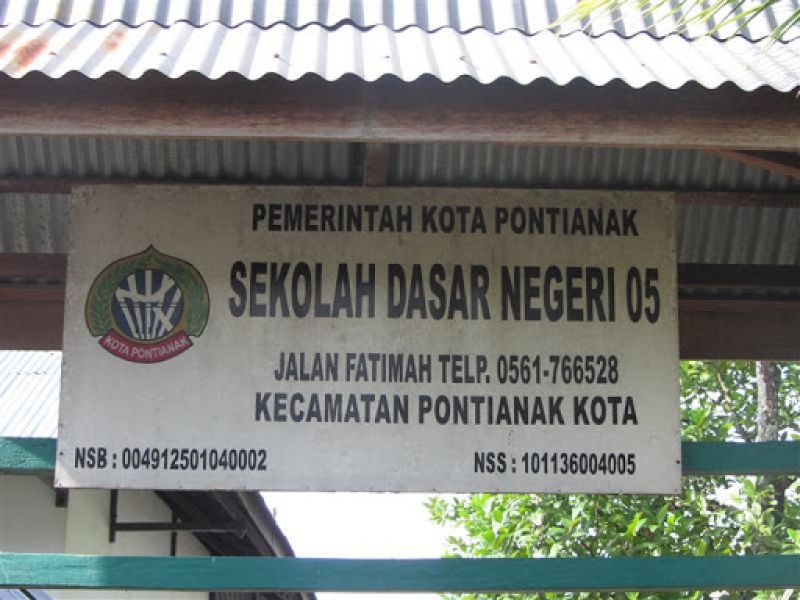 PEMERINTAH KOTA PONTIANAK
SEKOLAH DASAR NEGERI 05
KOTA PONTIANAK
JALAN FATIMAH TELP. 0561-766528
KECAMATAN PONTIANAK KOTA
NSB : 004912501040002
NSS : 101136004005